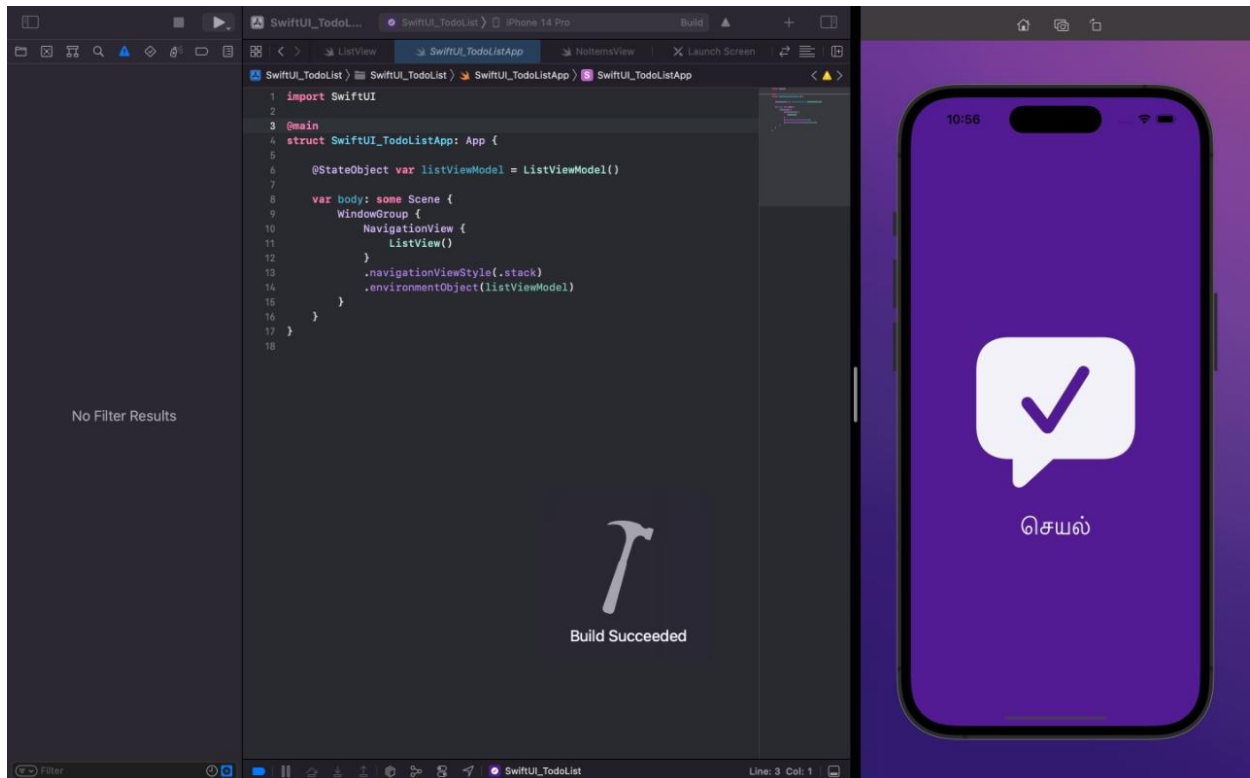 SwiftUI_TodoL...
SwiftUI_TodoList 〉 iPhone 14 Pro
Build
ListView
SwiftUI_TodoListApp
NoItemsView
Launch Screen
SwiftUI_TodoList 〉 SwiftUI_TodoList 〉 SwiftUI_TodoListApp 〉 S SwiftUI_TodoListApp
1 import SwiftUI
2
3 @main
4 struct SwiftUI_TodoListApp: App {
5
6 @StateObject var listViewModel = ListViewModel()
7
8 var body: some Scene {
9 WindowGroup {
10 NavigationView {
11 ListView()
12 }
13 .navigationViewStyle(.stack)
14 .environmentObject(listViewModel)
15 }
16 }
17 }
18
No Filter Results
Build Succeeded
Filter
SwiftUI_TodoList
Line: 3 Col: 1
10:56
செயல்